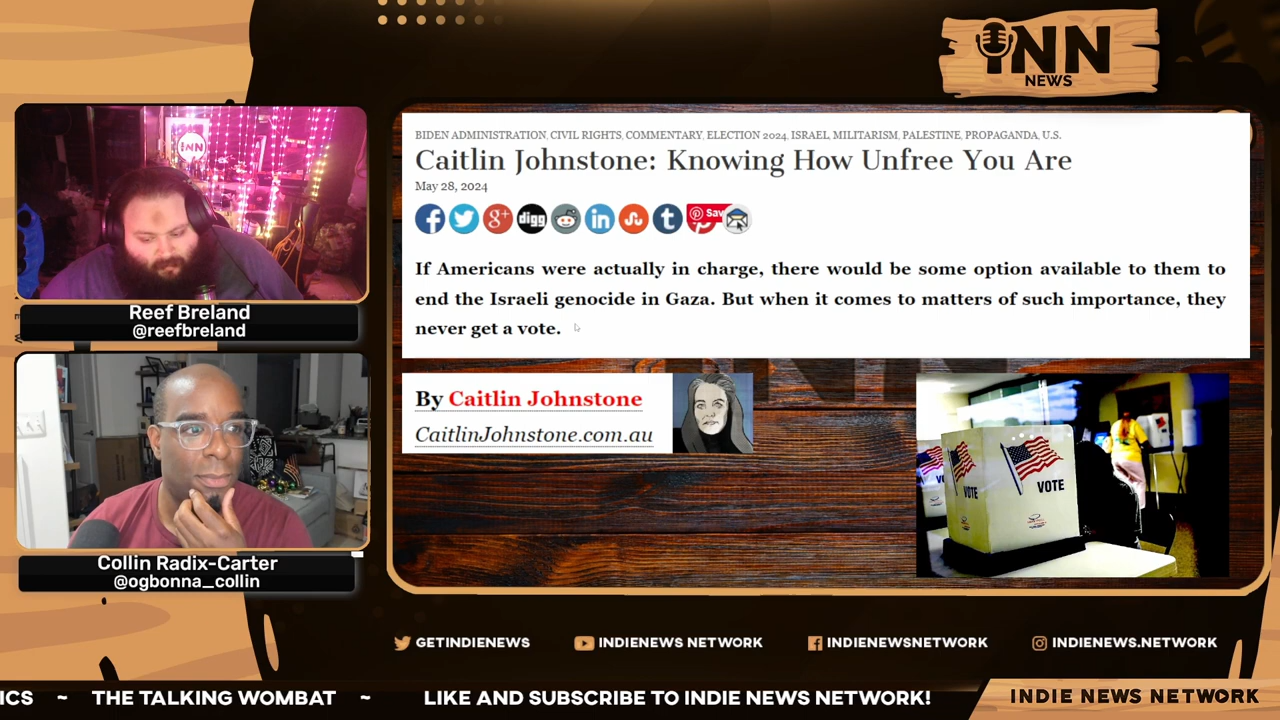 iNN
NEWS
iNN
BIDEN ADMINISTRATION, CIVIL RIGHTS, COMMENTARY, ELECTION 2024, ISRAEL, MILITARISM, PALESTINE, PROPAGANDA, U.S.
Caitlin Johnstone: Knowing How Unfree You Are
May 28, 2024
digg
in
t
Save
If Americans were actually in charge, there would be some option available to them to
end the Israeli genocide in Gaza. But when it comes to matters of such importance, they
never get a vote.
Reef Breland
@reefbreland
By Caitlin Johnstone
CaitlinJohnstone.com.au
VOTE
VOTE
Collin Radix-Carter
@ogbonna_collin
GETINDIENEWS
INDIENEWS NETWORK
INDIENEWSNETWORK
INDIENEWS.NETWORK
ICS ~ THE TALKING WOMBAT ~ LIKE AND SUBSCRIBE TO INDIE NEWS NETWORK!
INDIE NEWS NETWORK